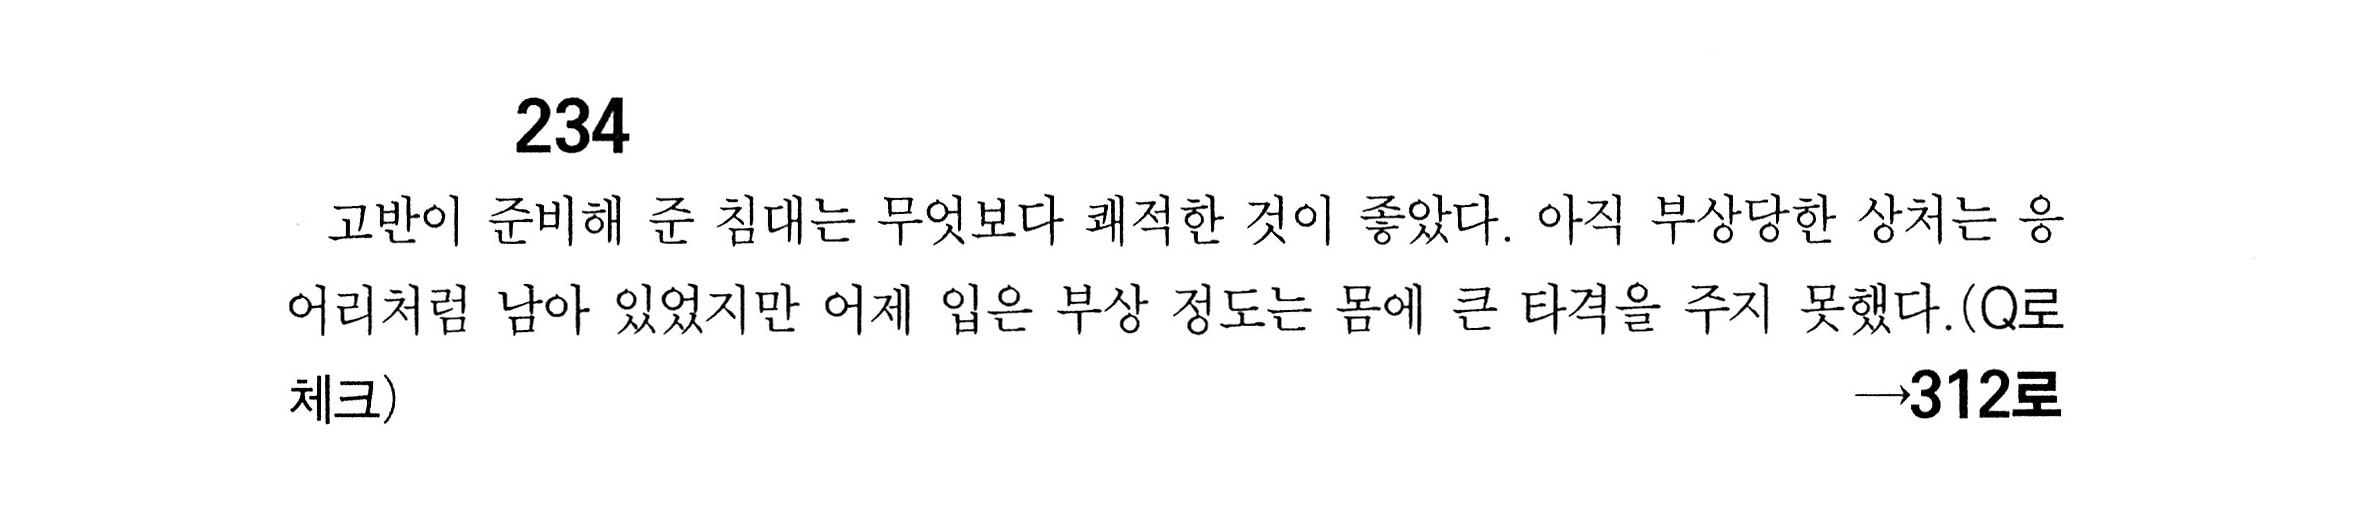 234
고반이 준비해 준 침대는 무엇보다 쾌적한 것이 좋았다. 아직 부상당한 상처는 응
어리처럼 남아 있었지만 어제 입은 부상 정도는 몸에 큰 타격을 주지 못했다.(Q로
체크) →312로